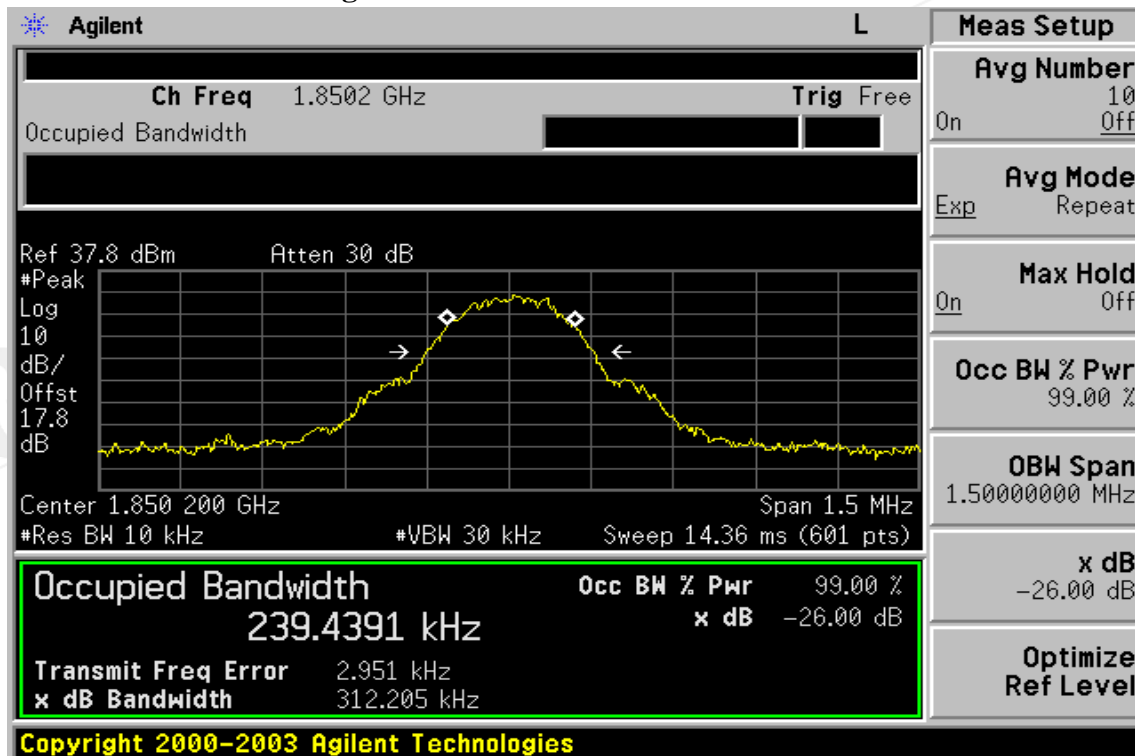 Agilent L
Ch Freq 1.8502 GHz Trig Free
Occupied Bandwidth
Ref 37.8 dBm Atten 30 dB
#Peak
Log
10
dB/
Offst
17.8
dB
Center 1.850 200 GHz Span 1.5 MHz
#Res BW 10 kHz #VBW 30 kHz Sweep 14.36 ms (601 pts)
Occupied Bandwidth Occ BW % Pwr 99.00 %
239.4391 kHz x dB -26.00 dB
Transmit Freq Error 2.951 kHz
x dB Bandwidth 312.205 kHz
Copyright 2000-2003 Agilent Technologies
Meas Setup
Avg Number
10
On Off
Avg Mode
Exp Repeat
Max Hold
On Off
Occ BW % Pwr
99.00 %
OBW Span
1.50000000 MHz
x dB
-26.00 dB
Optimize
Ref Level